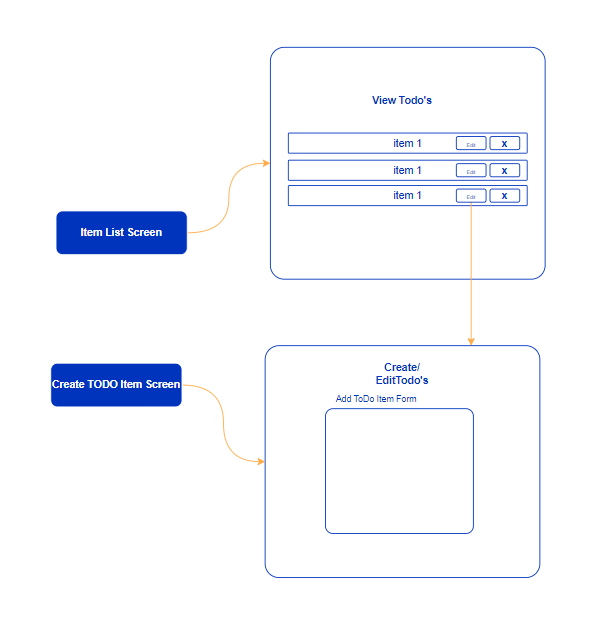 View Todo's
item 1 Edit X
item 1 Edit X
item 1 Edit X
Item List Screen
Create/
EditTodo's
Create TODO Item Screen
Add ToDo Item Form